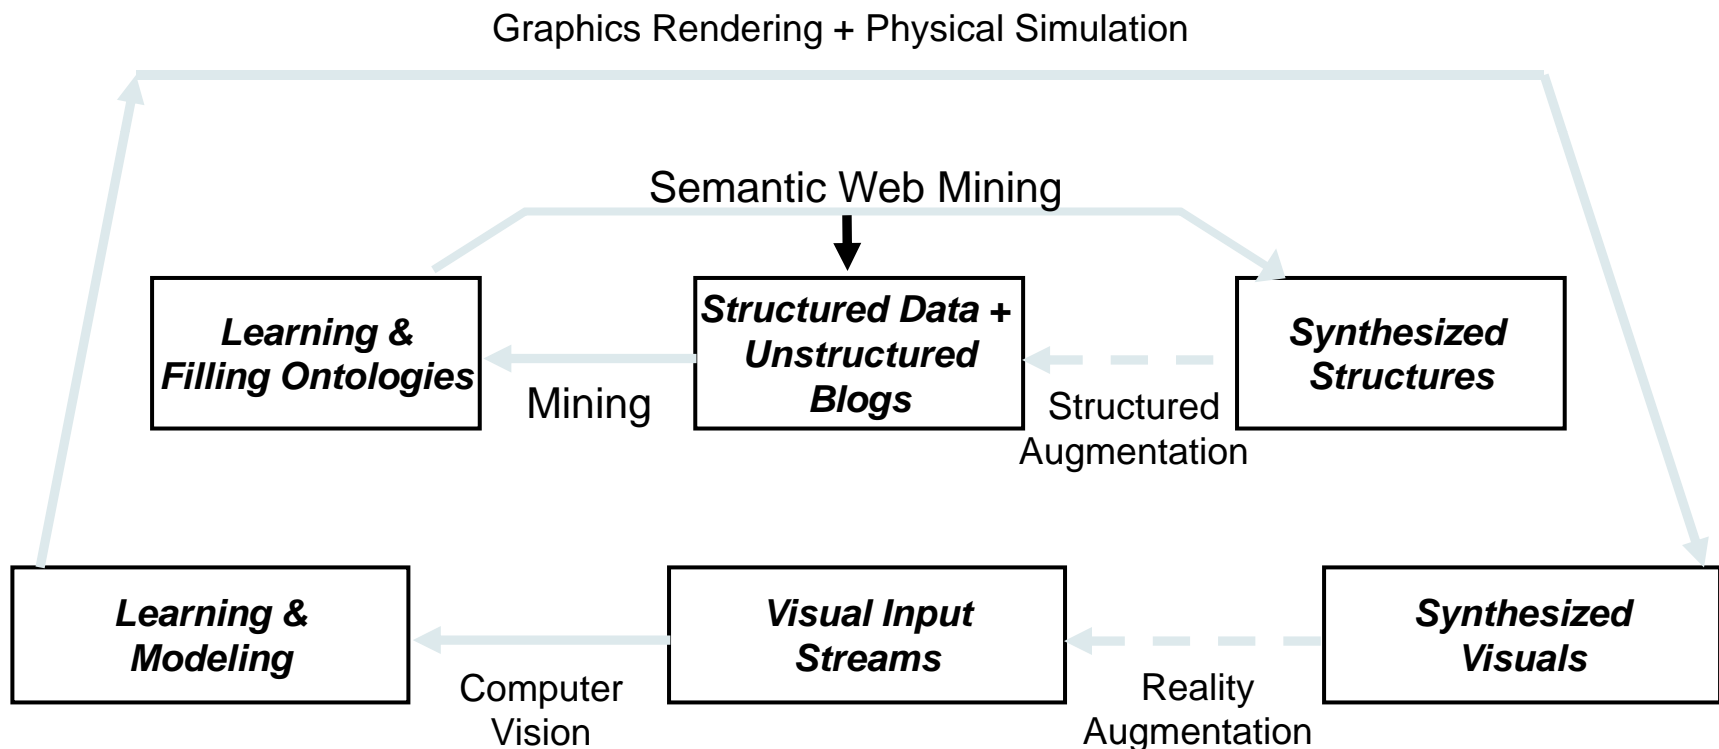 Graphics Rendering + Physical Simulation
Semantic Web Mining
Learning &
Filling Ontologies
Structured Data +
Unstructured
Blogs
Synthesized
Structures
Mining
Structured
Augmentation
Learning &
Modeling
Visual Input
Streams
Synthesized
Visuals
Computer
Vision
Reality
Augmentation